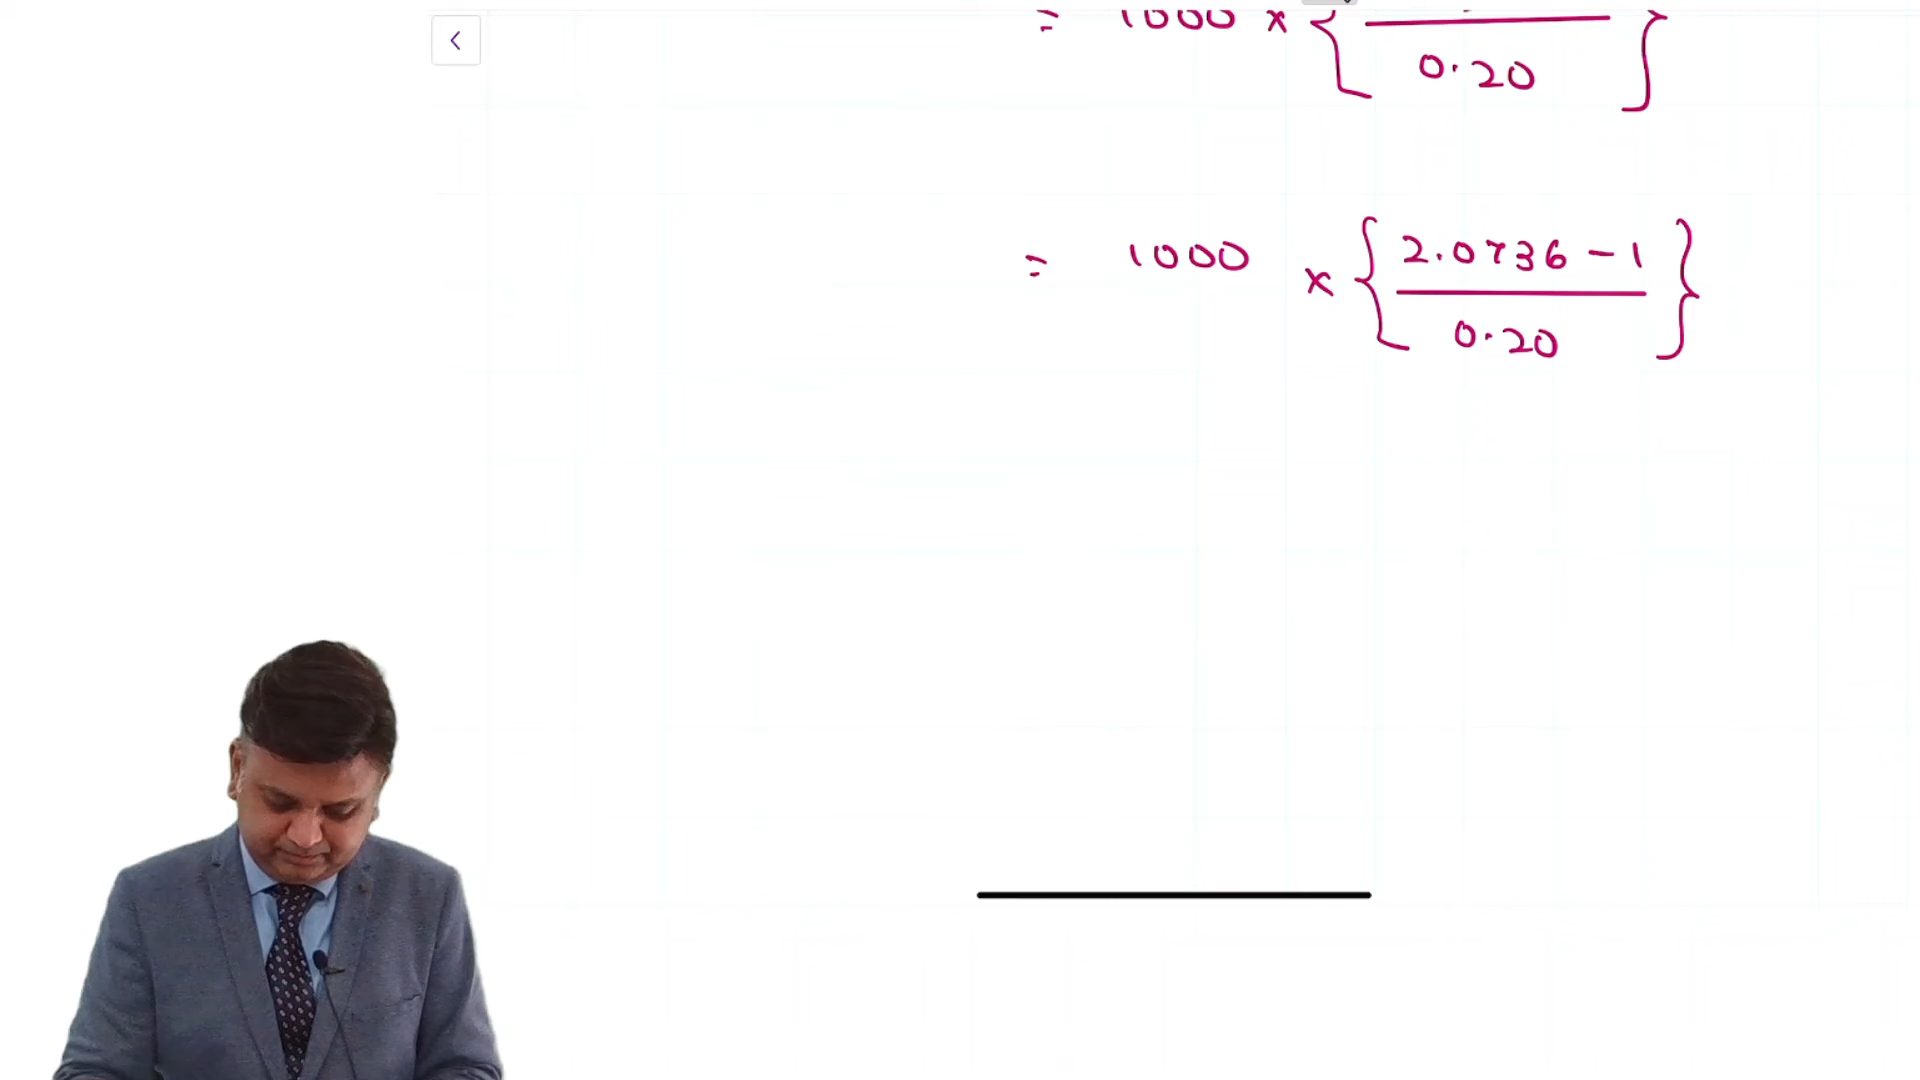 = 1000 x {
0.20 }
= 1000 x { 2.0736 - 1
0.20 }